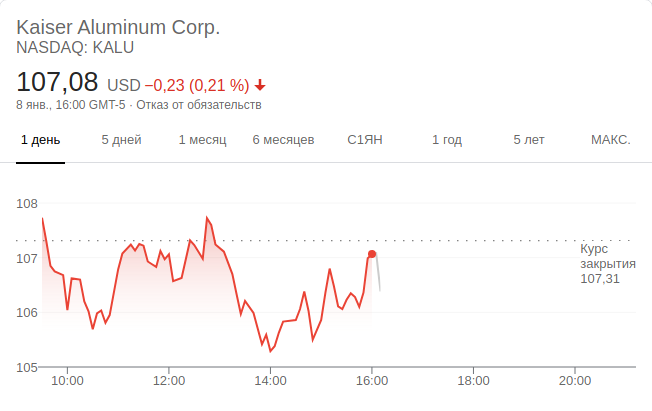 Kaiser Aluminum Corp.
NASDAQ: KALU
107,08 USD −0,23 (0,21 %)
8 янв., 16:00 GMT-5 · Отказ от обязательств
1 день 5 дней 1 месяц 6 месяцев С1ЯН 1 год 5 лет МАКС.
108
107
106
105
Курс
закрытия
107,31
10:00 12:00 14:00 16:00 18:00 20:00